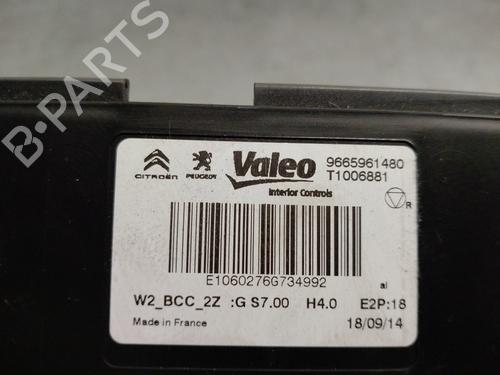 B-PARTS
CITROËN PEUGEOT Valeo 9665961480
T1006881
Interior Controls
R
E1060276G734992
al
W2_BCC_2Z :G S7.00 H4.0 E2P:18
Made in France 18/09/14